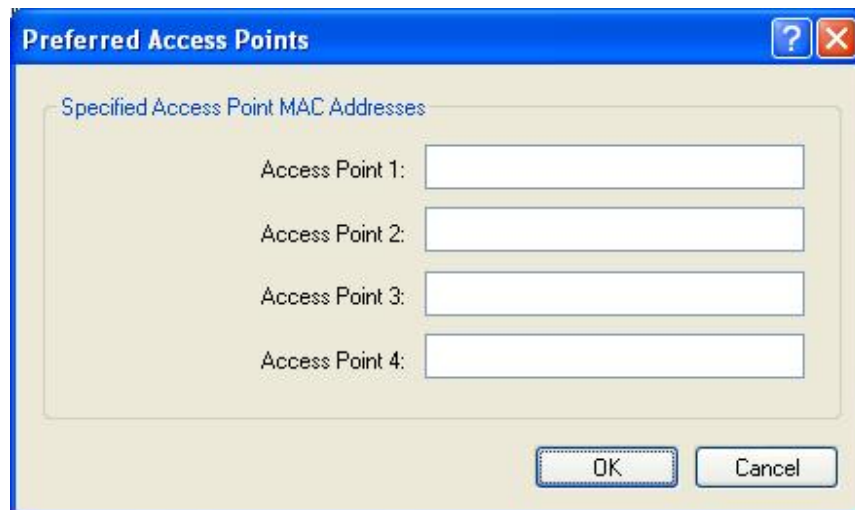 Preferred Access Points
?
Specified Access Point MAC Addresses
Access Point 1:
Access Point 2:
Access Point 3:
Access Point 4:
OK Cancel